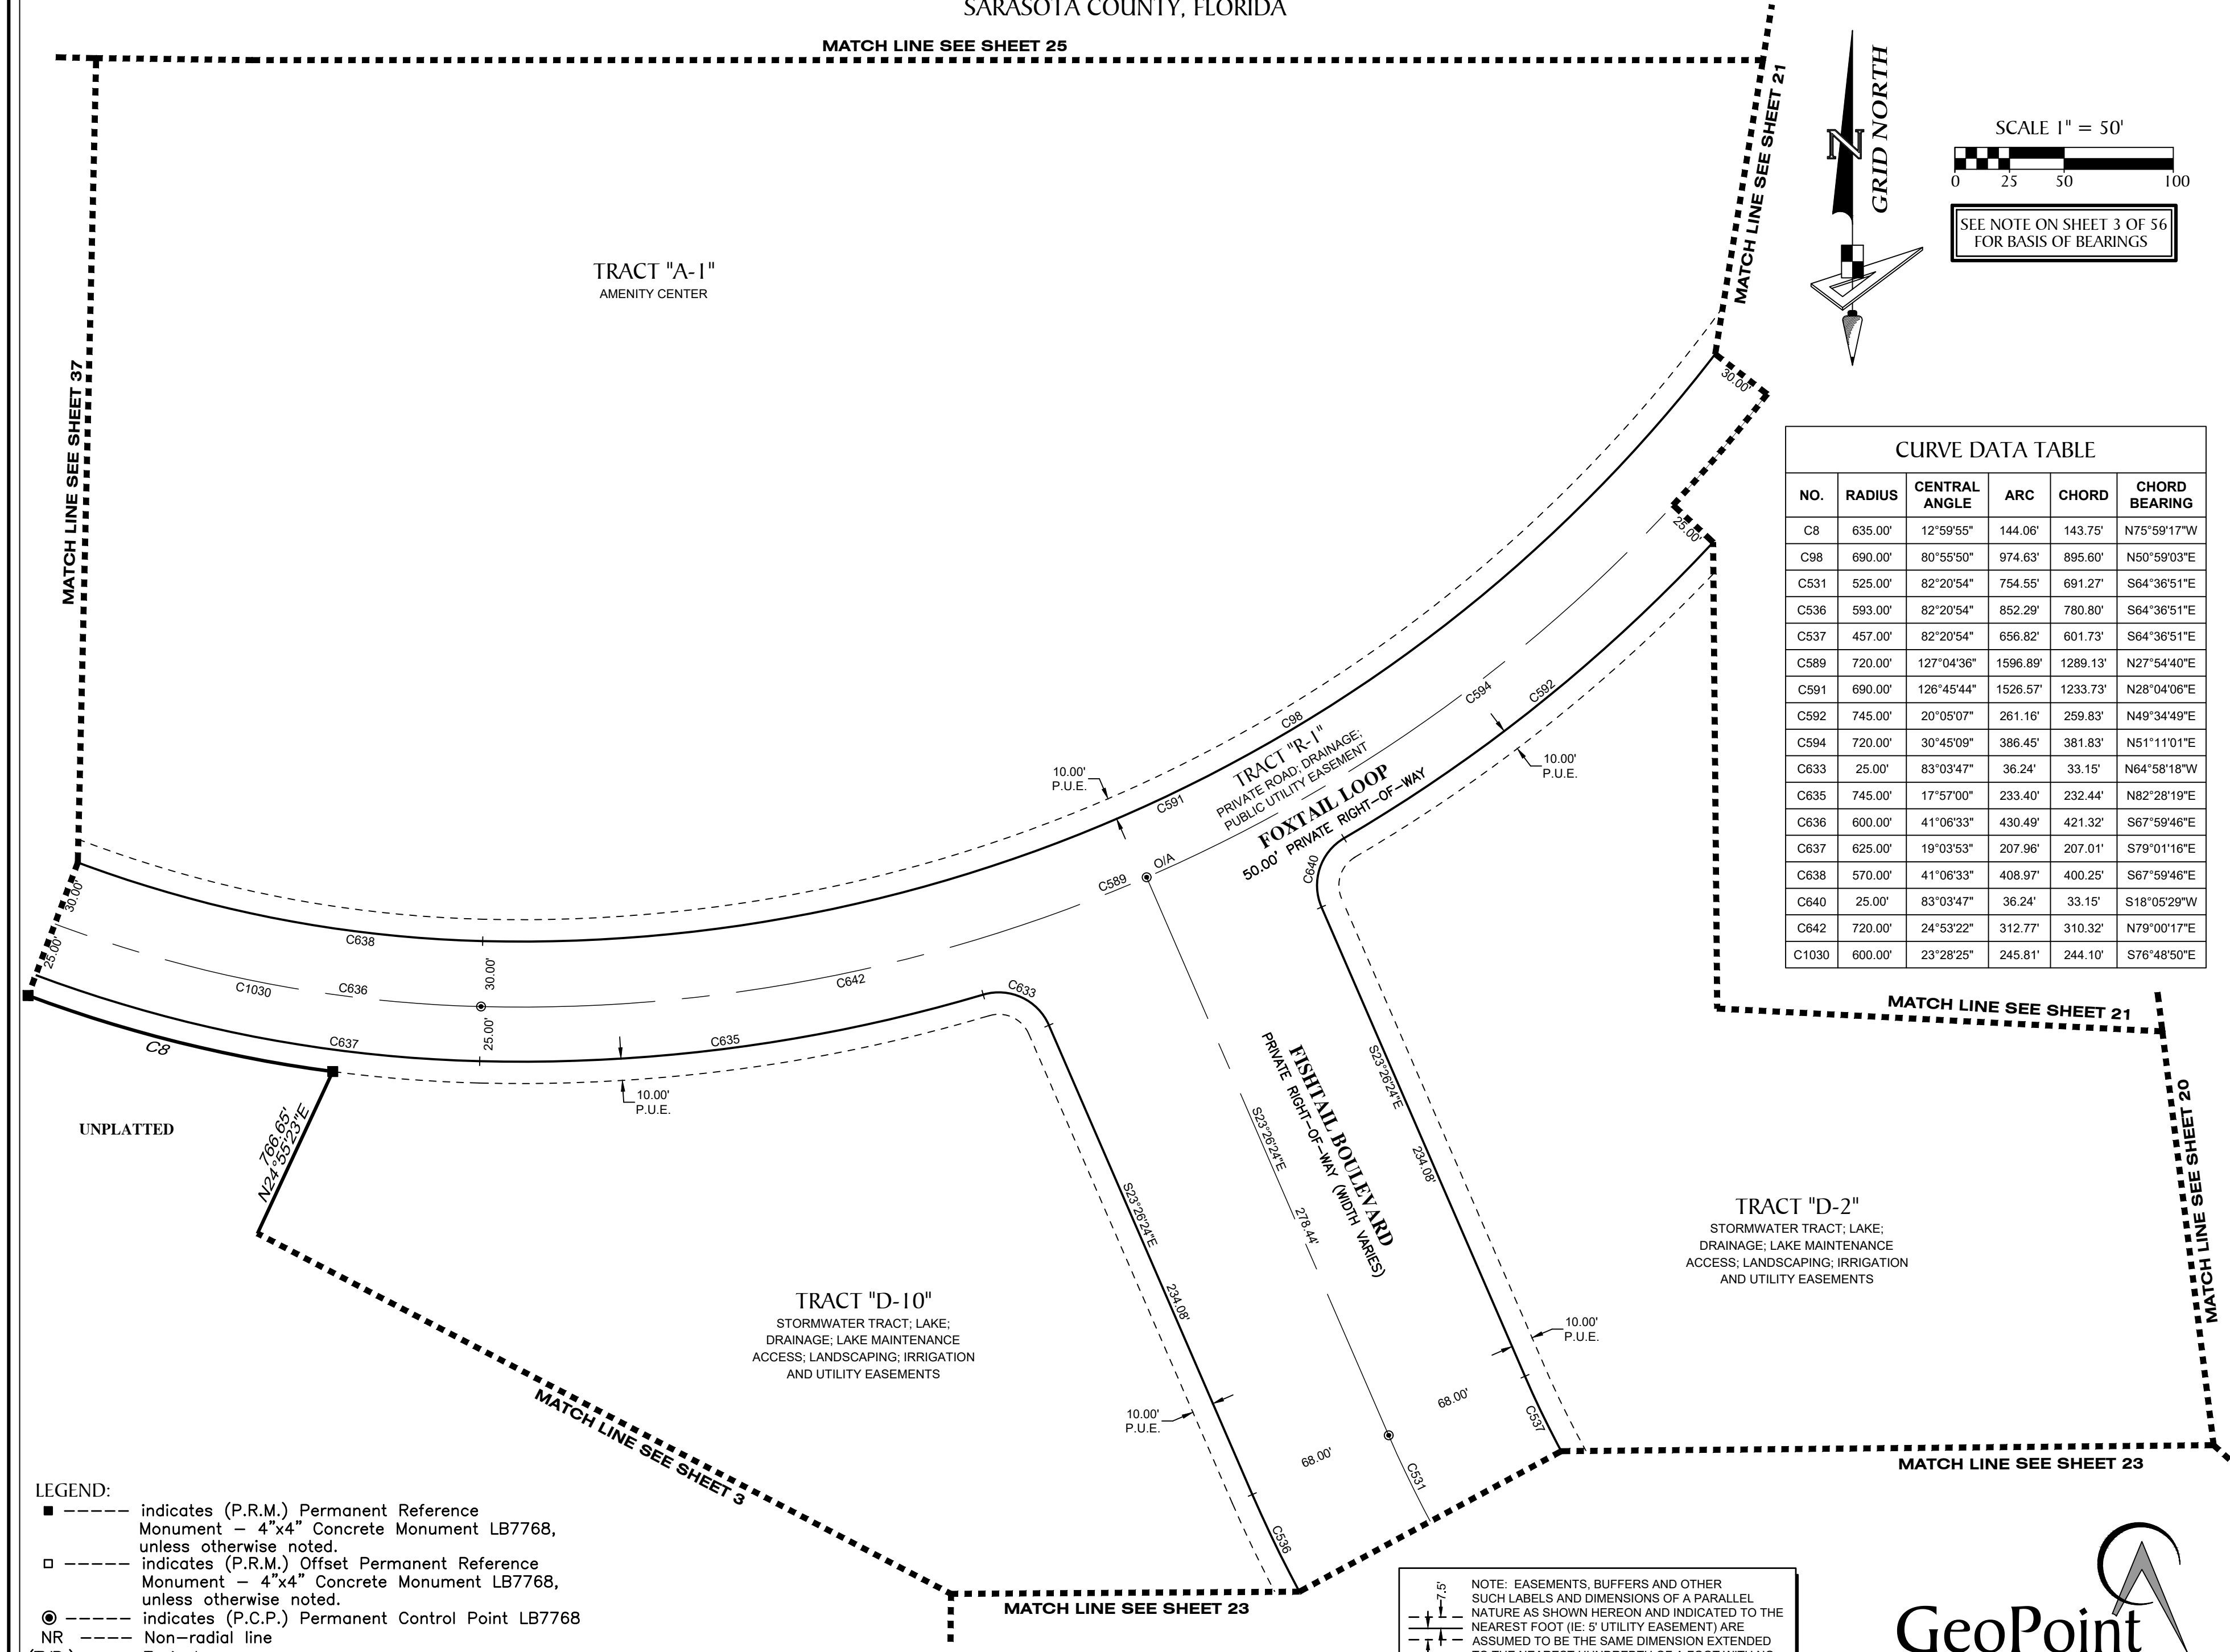 SARASOTA COUNTY, FLORIDA
MATCH LINE SEE SHEET 25
MATCH LINE SEE SHEET 21
MATCH LINE SEE SHEET 37
N
GRID NORTH
SCALE 1" = 50'
0 25 50 100
SEE NOTE ON SHEET 3 OF 56
FOR BASIS OF BEARINGS
TRACT "A-1"
AMENITY CENTER
30.00'
25.00'
CURVE DATA TABLE
NO. RADIUS CENTRAL ANGLE ARC CHORD CHORD BEARING
C8 635.00' 12°59'55" 144.06' 143.75' N75°59'17"W
C98 690.00' 80°55'50" 974.63' 895.60' N50°59'03"E
C531 525.00' 82°20'54" 754.55' 691.27' S64°36'51"E
C536 593.00' 82°20'54" 852.29' 780.80' S64°36'51"E
C537 457.00' 82°20'54" 656.82' 601.73' S64°36'51"E
C589 720.00' 127°04'36" 1596.89' 1289.13' N27°54'40"E
C591 690.00' 126°45'44" 1526.57' 1233.73' N28°04'06"E
C592 745.00' 20°05'07" 261.16' 259.83' N49°34'49"E
C594 720.00' 30°45'09" 386.45' 381.83' N51°11'01"E
C633 25.00' 83°03'47" 36.24' 33.15' N64°58'18"W
C635 745.00' 17°57'00" 233.40' 232.44' N82°28'19"E
C636 600.00' 41°06'33" 430.49' 421.32' S67°59'46"E
C637 625.00' 19°03'53" 207.96' 207.01' S79°01'16"E
C638 570.00' 41°06'33" 408.97' 400.25' S67°59'46"E
C640 25.00' 83°03'47" 36.24' 33.15' S18°05'29"W
C642 720.00' 24°53'22" 312.77' 310.32' N79°00'17"E
C1030 600.00' 23°28'25" 245.81' 244.10' S76°48'50"E
C594
C592
C98
TRACT "R-1"
PRIVATE ROAD; DRAINAGE;
PUBLIC UTILITY EASEMENT
FOXTAIL LOOP
50.00' PRIVATE RIGHT-OF-WAY
10.00'
P.U.E.
10.00'
P.U.E.
C591
O/A
C589
C640
30.00'
25.00'
C638
C1030
C636
30.00'
25.00'
C642
C633
C637
C635
C8
10.00'
P.U.E.
UNPLATTED
766.65'
N24°55'23"E
FISHTAIL BOULEVARD
PRIVATE RIGHT-OF-WAY (WIDTH VARIES)
S23°26'24"E
234.08'
S23°26'24"E
278.44'
S23°26'24"E
234.08'
MATCH LINE SEE SHEET 21
MATCH LINE SEE SHEET 20
TRACT "D-2"
STORMWATER TRACT; LAKE;
DRAINAGE; LAKE MAINTENANCE
ACCESS; LANDSCAPING; IRRIGATION
AND UTILITY EASEMENTS
TRACT "D-10"
STORMWATER TRACT; LAKE;
DRAINAGE; LAKE MAINTENANCE
ACCESS; LANDSCAPING; IRRIGATION
AND UTILITY EASEMENTS
10.00'
P.U.E.
10.00'
P.U.E.
68.00'
68.00'
C537
C531
C536
MATCH LINE SEE SHEET 3
MATCH LINE SEE SHEET 23
MATCH LINE SEE SHEET 23
LEGEND:
indicates (P.R.M.) Permanent Reference
Monument – 4"x4" Concrete Monument LB7768,
unless otherwise noted.
indicates (P.R.M.) Offset Permanent Reference
Monument – 4"x4" Concrete Monument LB7768,
unless otherwise noted.
indicates (P.C.P.) Permanent Control Point LB7768
NR Non-radial line
7.5'
NOTE: EASEMENTS, BUFFERS AND OTHER
SUCH LABELS AND DIMENSIONS OF A PARALLEL
NATURE AS SHOWN HEREON AND INDICATED TO THE
NEAREST FOOT (IE: 5' UTILITY EASEMENT) ARE
ASSUMED TO BE THE SAME DIMENSION EXTENDED
GeoPoint